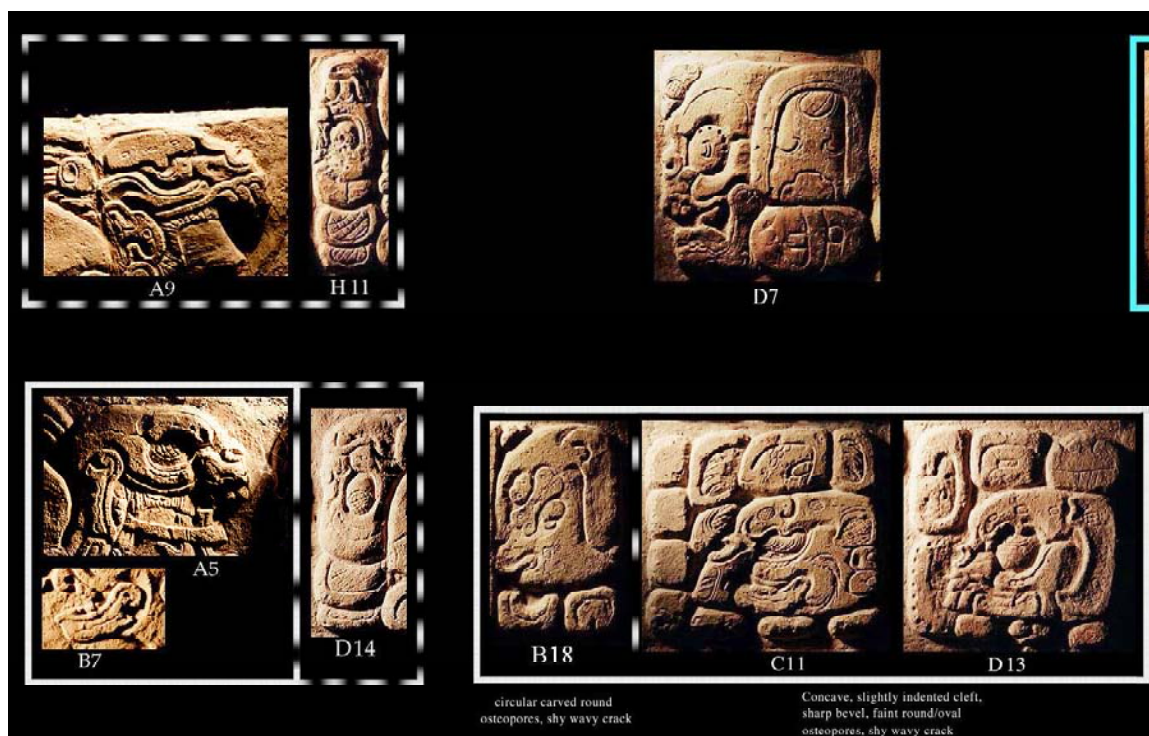 A9
H11
D7
A5
B7
D14
B18
C11
D13
circular carved round
osteopores, shy wavy crack
Concave, slightly indented cleft,
sharp bevel, faint round/oval
osteopores, shy wavy crack